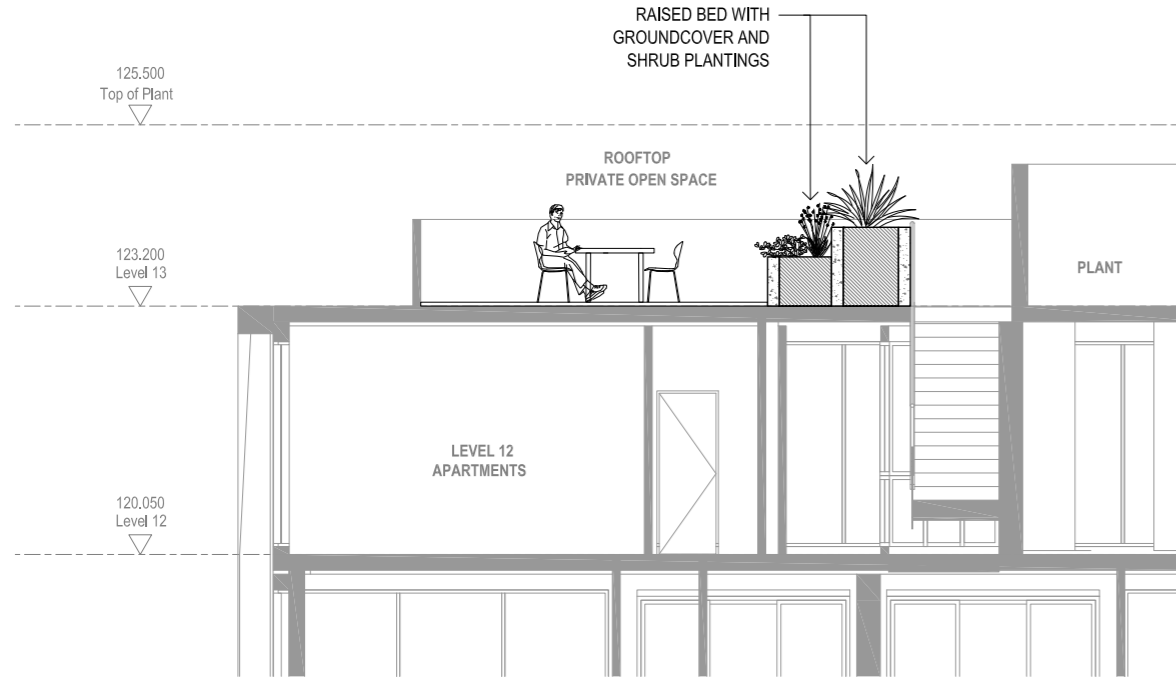 RAISED BED WITH
GROUNDCOVER AND
SHRUB PLANTINGS
125.500
Top of Plant
ROOFTOP
PRIVATE OPEN SPACE
123.200
Level 13
PLANT
LEVEL 12
APARTMENTS
120.050
Level 12